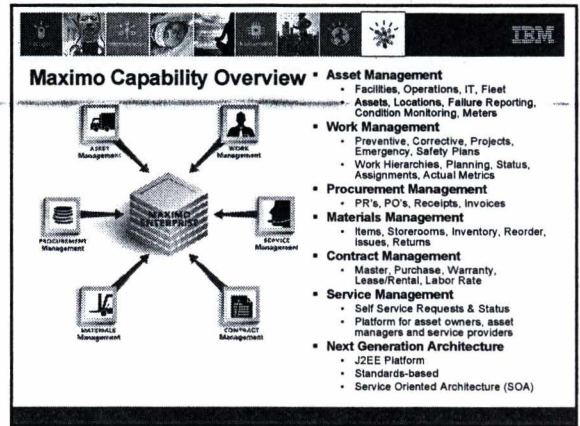 IBM
Maximo Capability Overview
ASSET
Management
WORK
Management
PROCUREMENT
Management
MAXIMO
ENTERPRISE
SERVICE
Management
MATERIALS
Management
CONTRACT
Management
▪ Asset Management
• Facilities, Operations, IT, Fleet
• Assets, Locations, Failure Reporting,
Condition Monitoring, Meters
▪ Work Management
• Preventive, Corrective, Projects,
Emergency, Safety Plans
• Work Hierarchies, Planning, Status,
Assignments, Actual Metrics
▪ Procurement Management
• PR's, PO's, Receipts, Invoices
▪ Materials Management
• Items, Storerooms, Inventory, Reorder,
Issues, Returns
▪ Contract Management
• Master, Purchase, Warranty,
Lease/Rental, Labor Rate
▪ Service Management
• Self Service Requests & Status
• Platform for asset owners, asset
managers and service providers
▪ Next Generation Architecture
• J2EE Platform
• Standards-based
• Service Oriented Architecture (SOA)